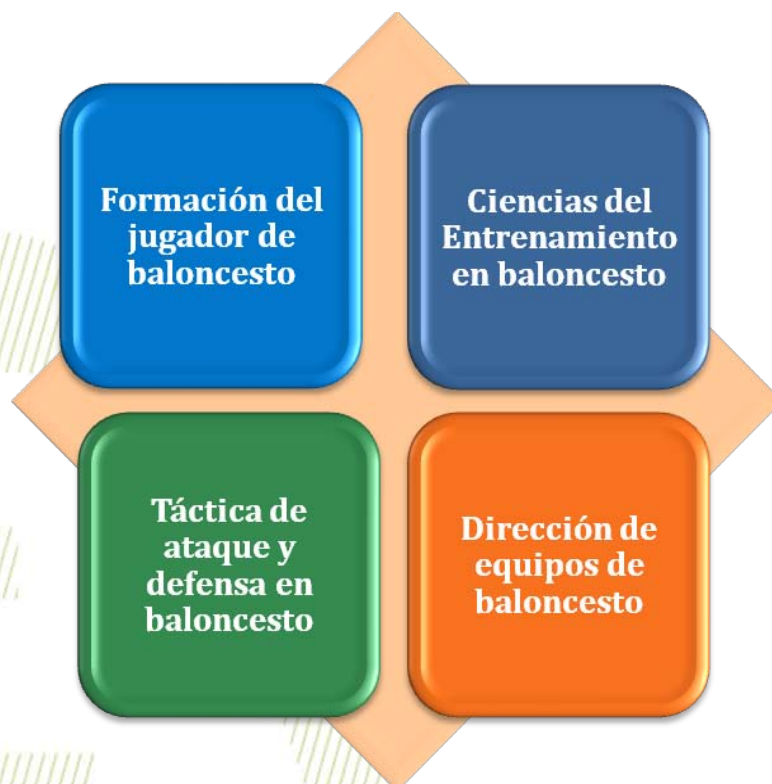 Formación del
jugador de
baloncesto
Ciencias del
Entrenamiento
en baloncesto
Táctica de
ataque y
defensa en
baloncesto
Dirección de
equipos de
baloncesto